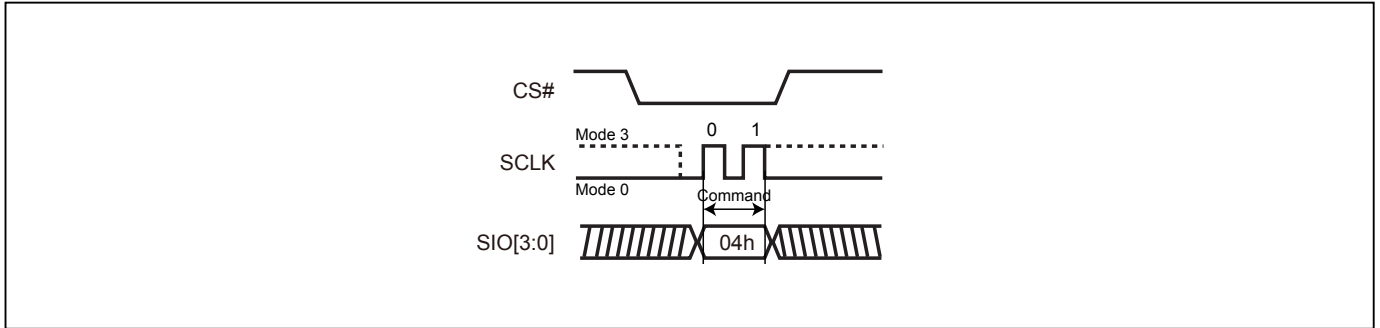 CS#
Mode 3
0 1
SCLK
Mode 0
Command
SIO[3:0]
04h